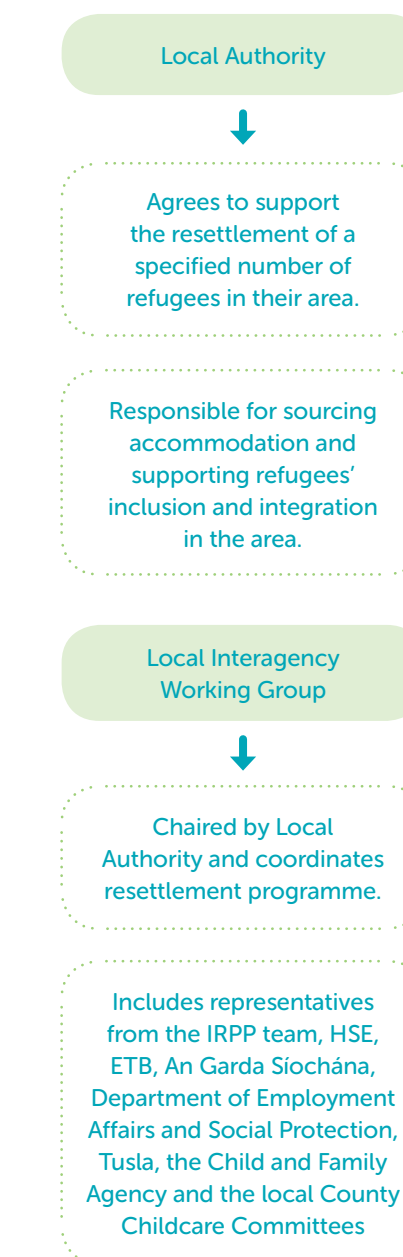 Local Authority
Agrees to support
the resettlement of a
specified number of
refugees in their area.
Responsible for sourcing
accommodation and
supporting refugees’
inclusion and integration
in the area.
Local Interagency
Working Group
Chaired by Local
Authority and coordinates
resettlement programme.
Includes representatives
from the IRPP team, HSE,
ETB, An Garda Síochána,
Department of Employment
Affairs and Social Protection,
Tusla, the Child and Family
Agency and the local County
Childcare Committees